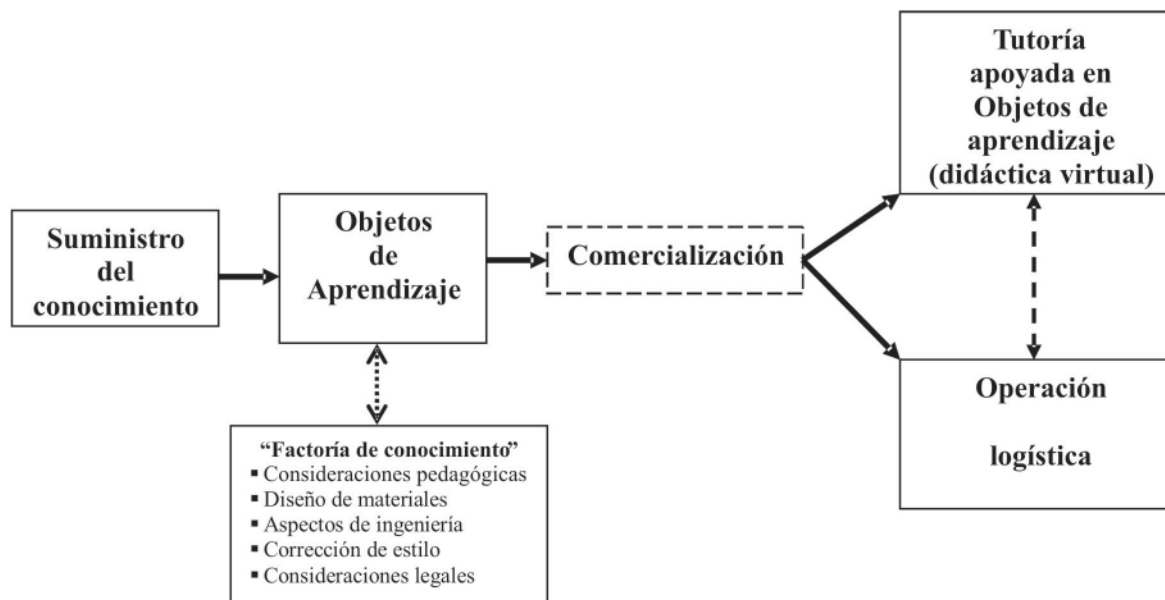 Suministro
del
conocimiento
Objetos
de
Aprendizaje
“Factoría de conocimiento”
▪ Consideraciones pedagógicas
▪ Diseño de materiales
▪ Aspectos de ingeniería
▪ Corrección de estilo
▪ Consideraciones legales
Comercialización
Tutoría
apoyada en
Objetos de
aprendizaje
(didáctica virtual)
Operación
logística